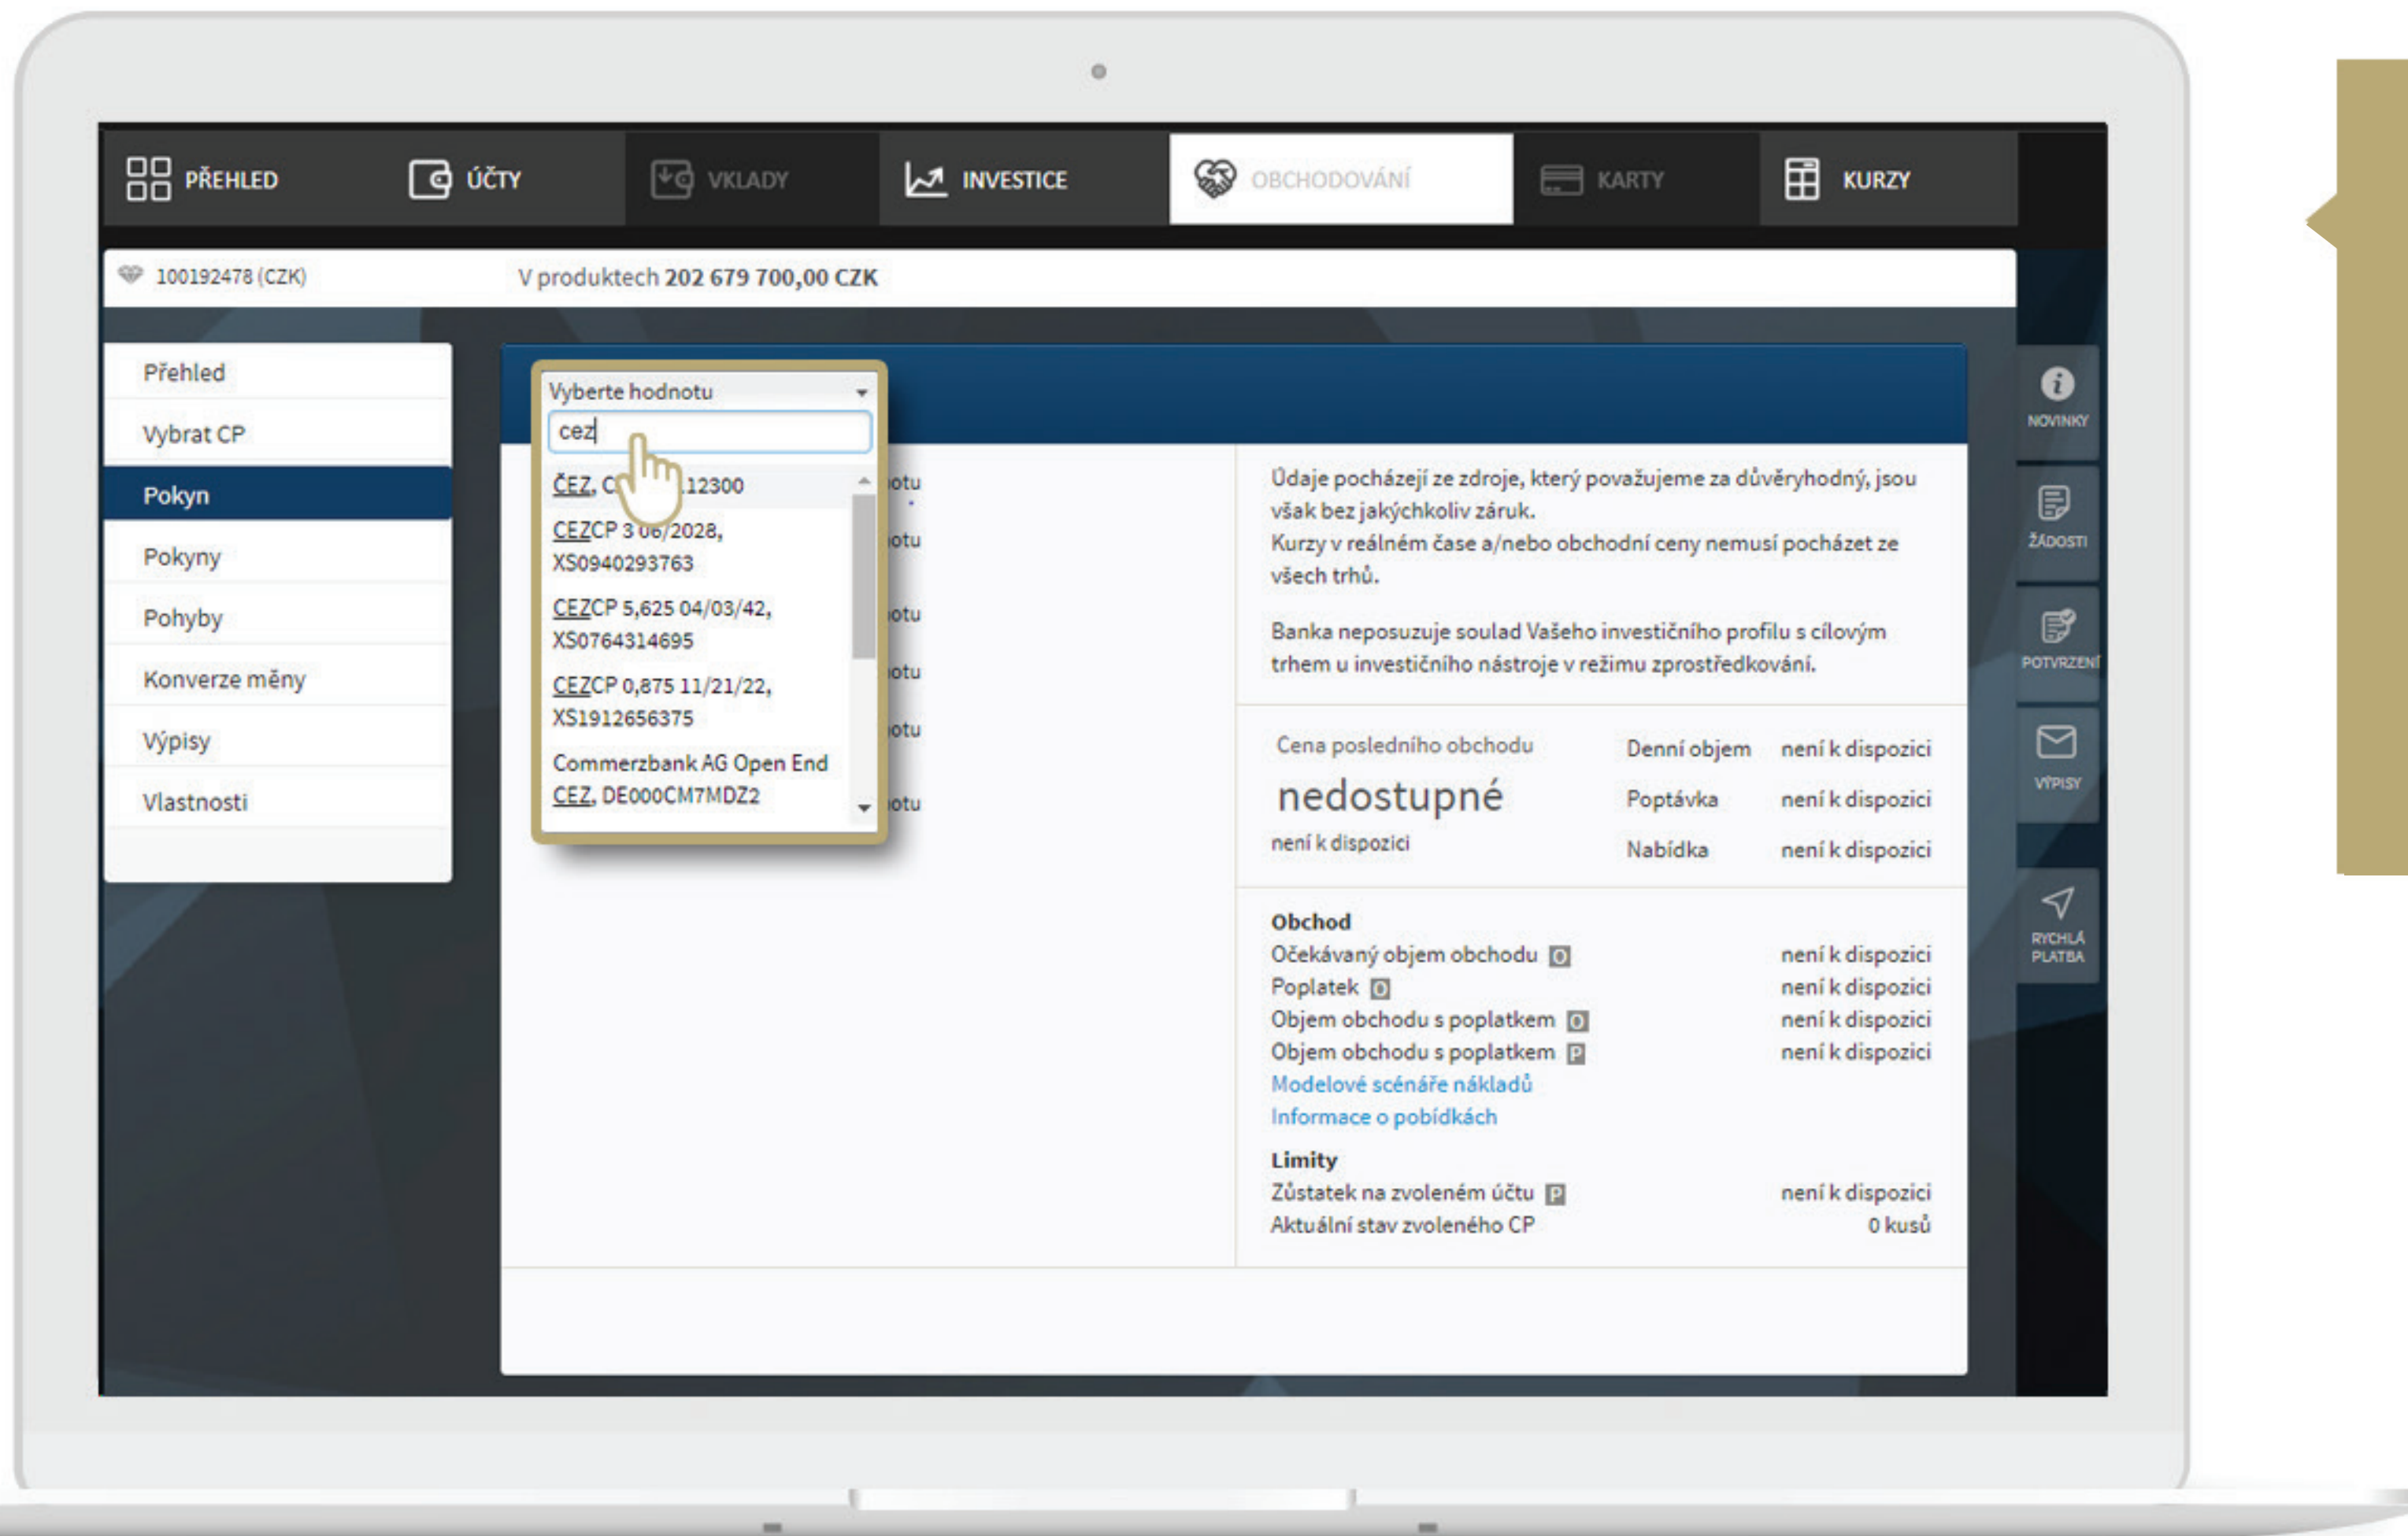 PŘEHLED
ÚČTY
VKLADY
INVESTICE
OBCHODOVÁNÍ
KARTY
KURZY
100192478 (CZK)
V produktech 202 679 700,00 CZK
Přehled
Vybrat CP
Pokyn
Pokyny
Pohyby
Konverze měny
Výpisy
Vlastnosti
Vyberte hodnotu
cez
ČEZ, C 12300
CEZCP 3 06/2028,
XS0940293763
CEZCP 5,625 04/03/42,
XS0764314695
CEZCP 0,875 11/21/22,
XS1912656375
Commerzbank AG Open End
CEZ, DE000CM7MDZ2
otu
otu
otu
otu
otu
otu
Údaje pocházejí ze zdroje, který považujeme za důvěryhodný, jsou
však bez jakýchkoliv záruk.
Kurzy v reálném čase a/nebo obchodní ceny nemusí pocházet ze
všech trhů.
Banka neposuzuje soulad Vašeho investičního profilu s cílovým
trhem u investičního nástroje v režimu zprostředkování.
Cena posledního obchodu
nedostupné
není k dispozici
Denní objem není k dispozici
Poptávka není k dispozici
Nabídka není k dispozici
Obchod
Očekávaný objem obchodu O není k dispozici
Poplatek O není k dispozici
Objem obchodu s poplatkem O není k dispozici
Objem obchodu s poplatkem P není k dispozici
Modelové scénáře nákladů
Informace o pobídkách
Limity
Zůstatek na zvoleném účtu P není k dispozici
Aktuální stav zvoleného CP 0 kusů
NOVINKY
ŽÁDOSTI
POTVRZENÍ
VÝPISY
RYCHLÁ
PLATBA